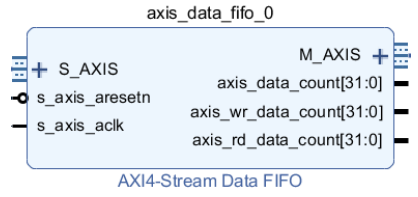 axis_data_fifo_0
S_AXIS
s_axis_aresetn
s_axis_aclk
M_AXIS
axis_data_count[31:0]
axis_wr_data_count[31:0]
axis_rd_data_count[31:0]
AXI4-Stream Data FIFO